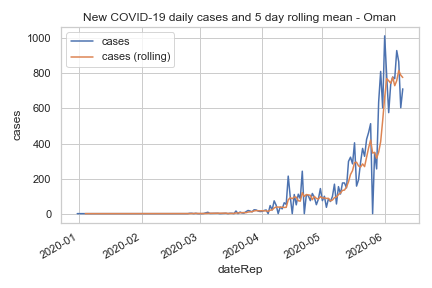 New COVID-19 daily cases and 5 day rolling mean - Oman
cases
cases (rolling)
1000
800
600
400
200
0
cases
2020-01
2020-02
2020-03
2020-04
2020-05
2020-06
dateRep